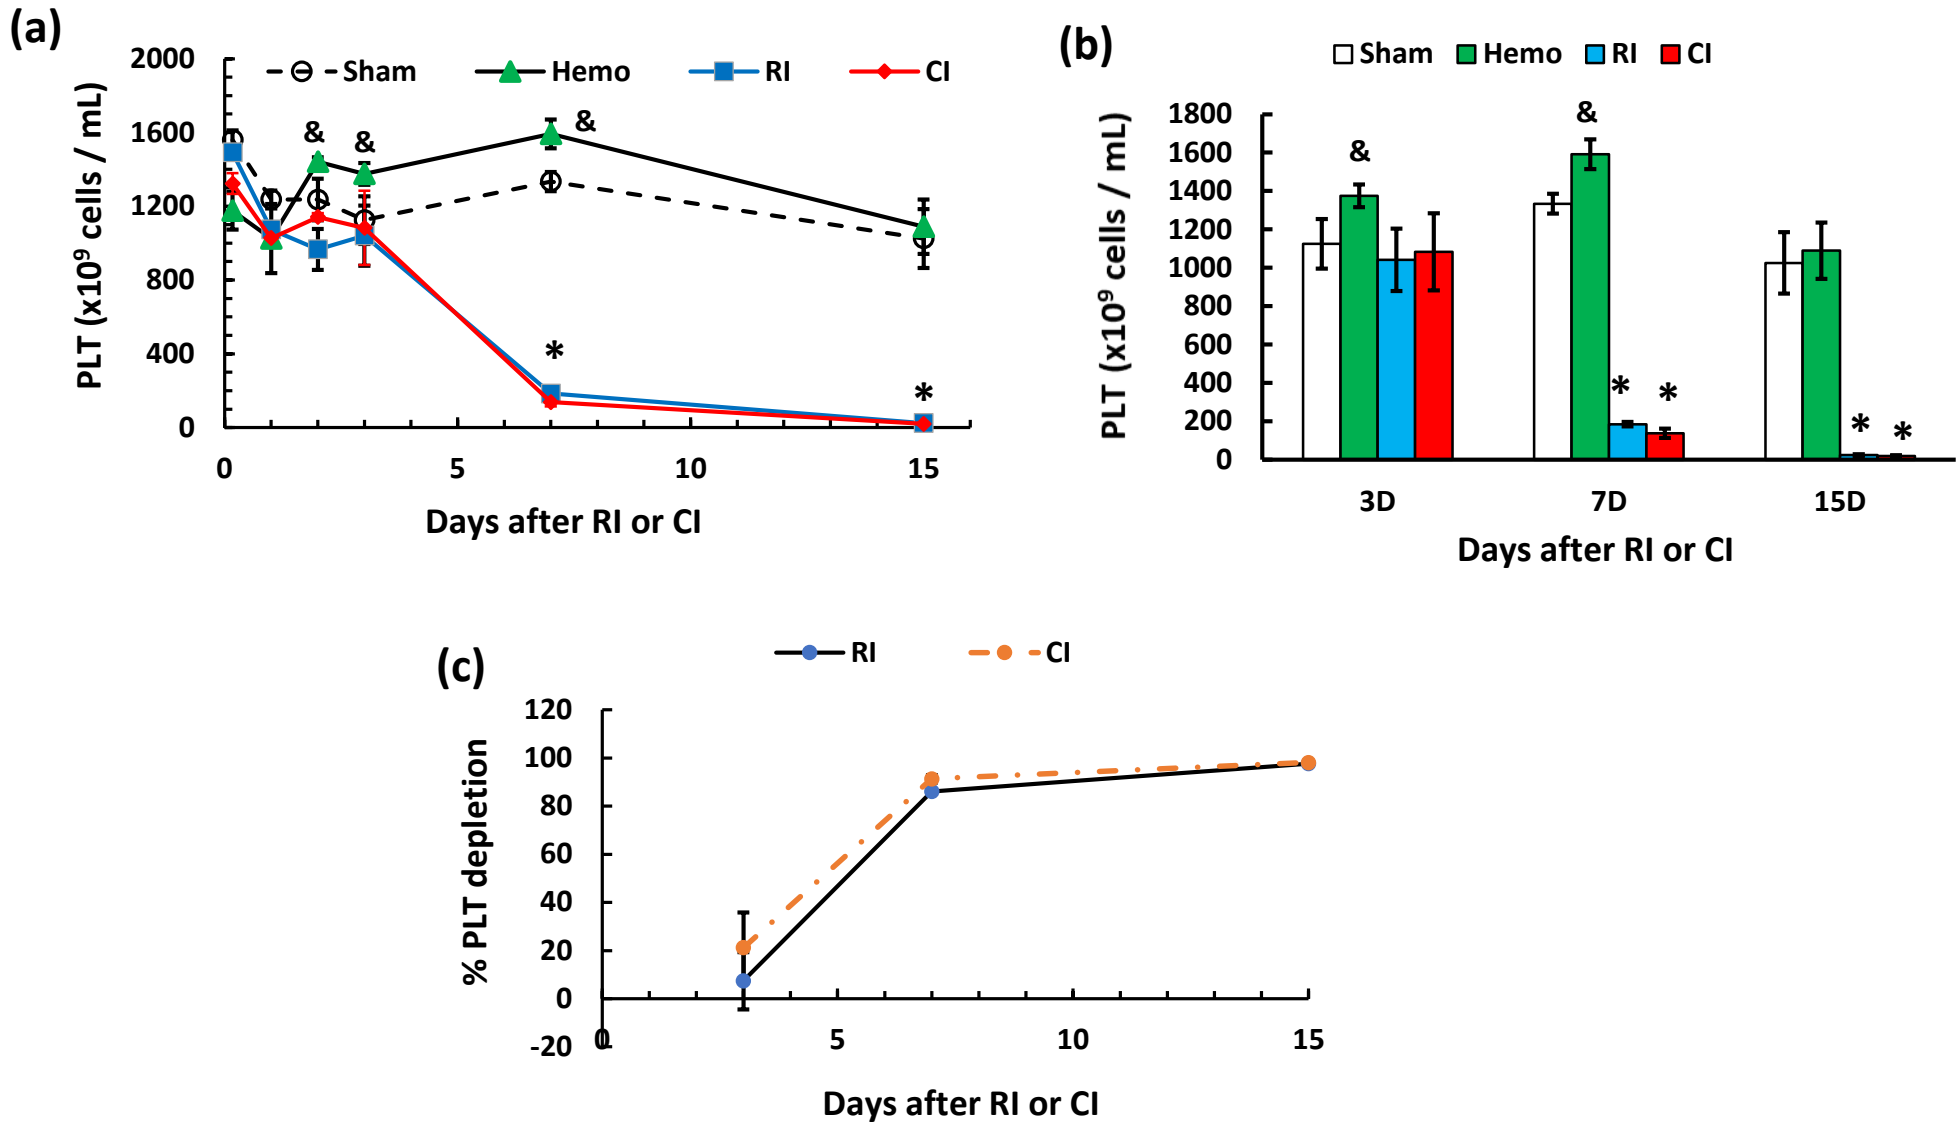 (a)
Sham Hemo RI CI
2000
1600
1200
800
400
0
& & &
* *
PLT (x10⁹ cells / mL)
0 5 10 15
Days after RI or CI
(b)
Sham Hemo RI CI
1800
1600
1400
1200
1000
800
600
400
200
0
& &
* * * *
PLT (x10⁹ cells / mL)
3D 7D 15D
Days after RI or CI
(c)
RI CI
120
100
80
60
40
20
0
-20
% PLT depletion
0 5 10 15
Days after RI or CI